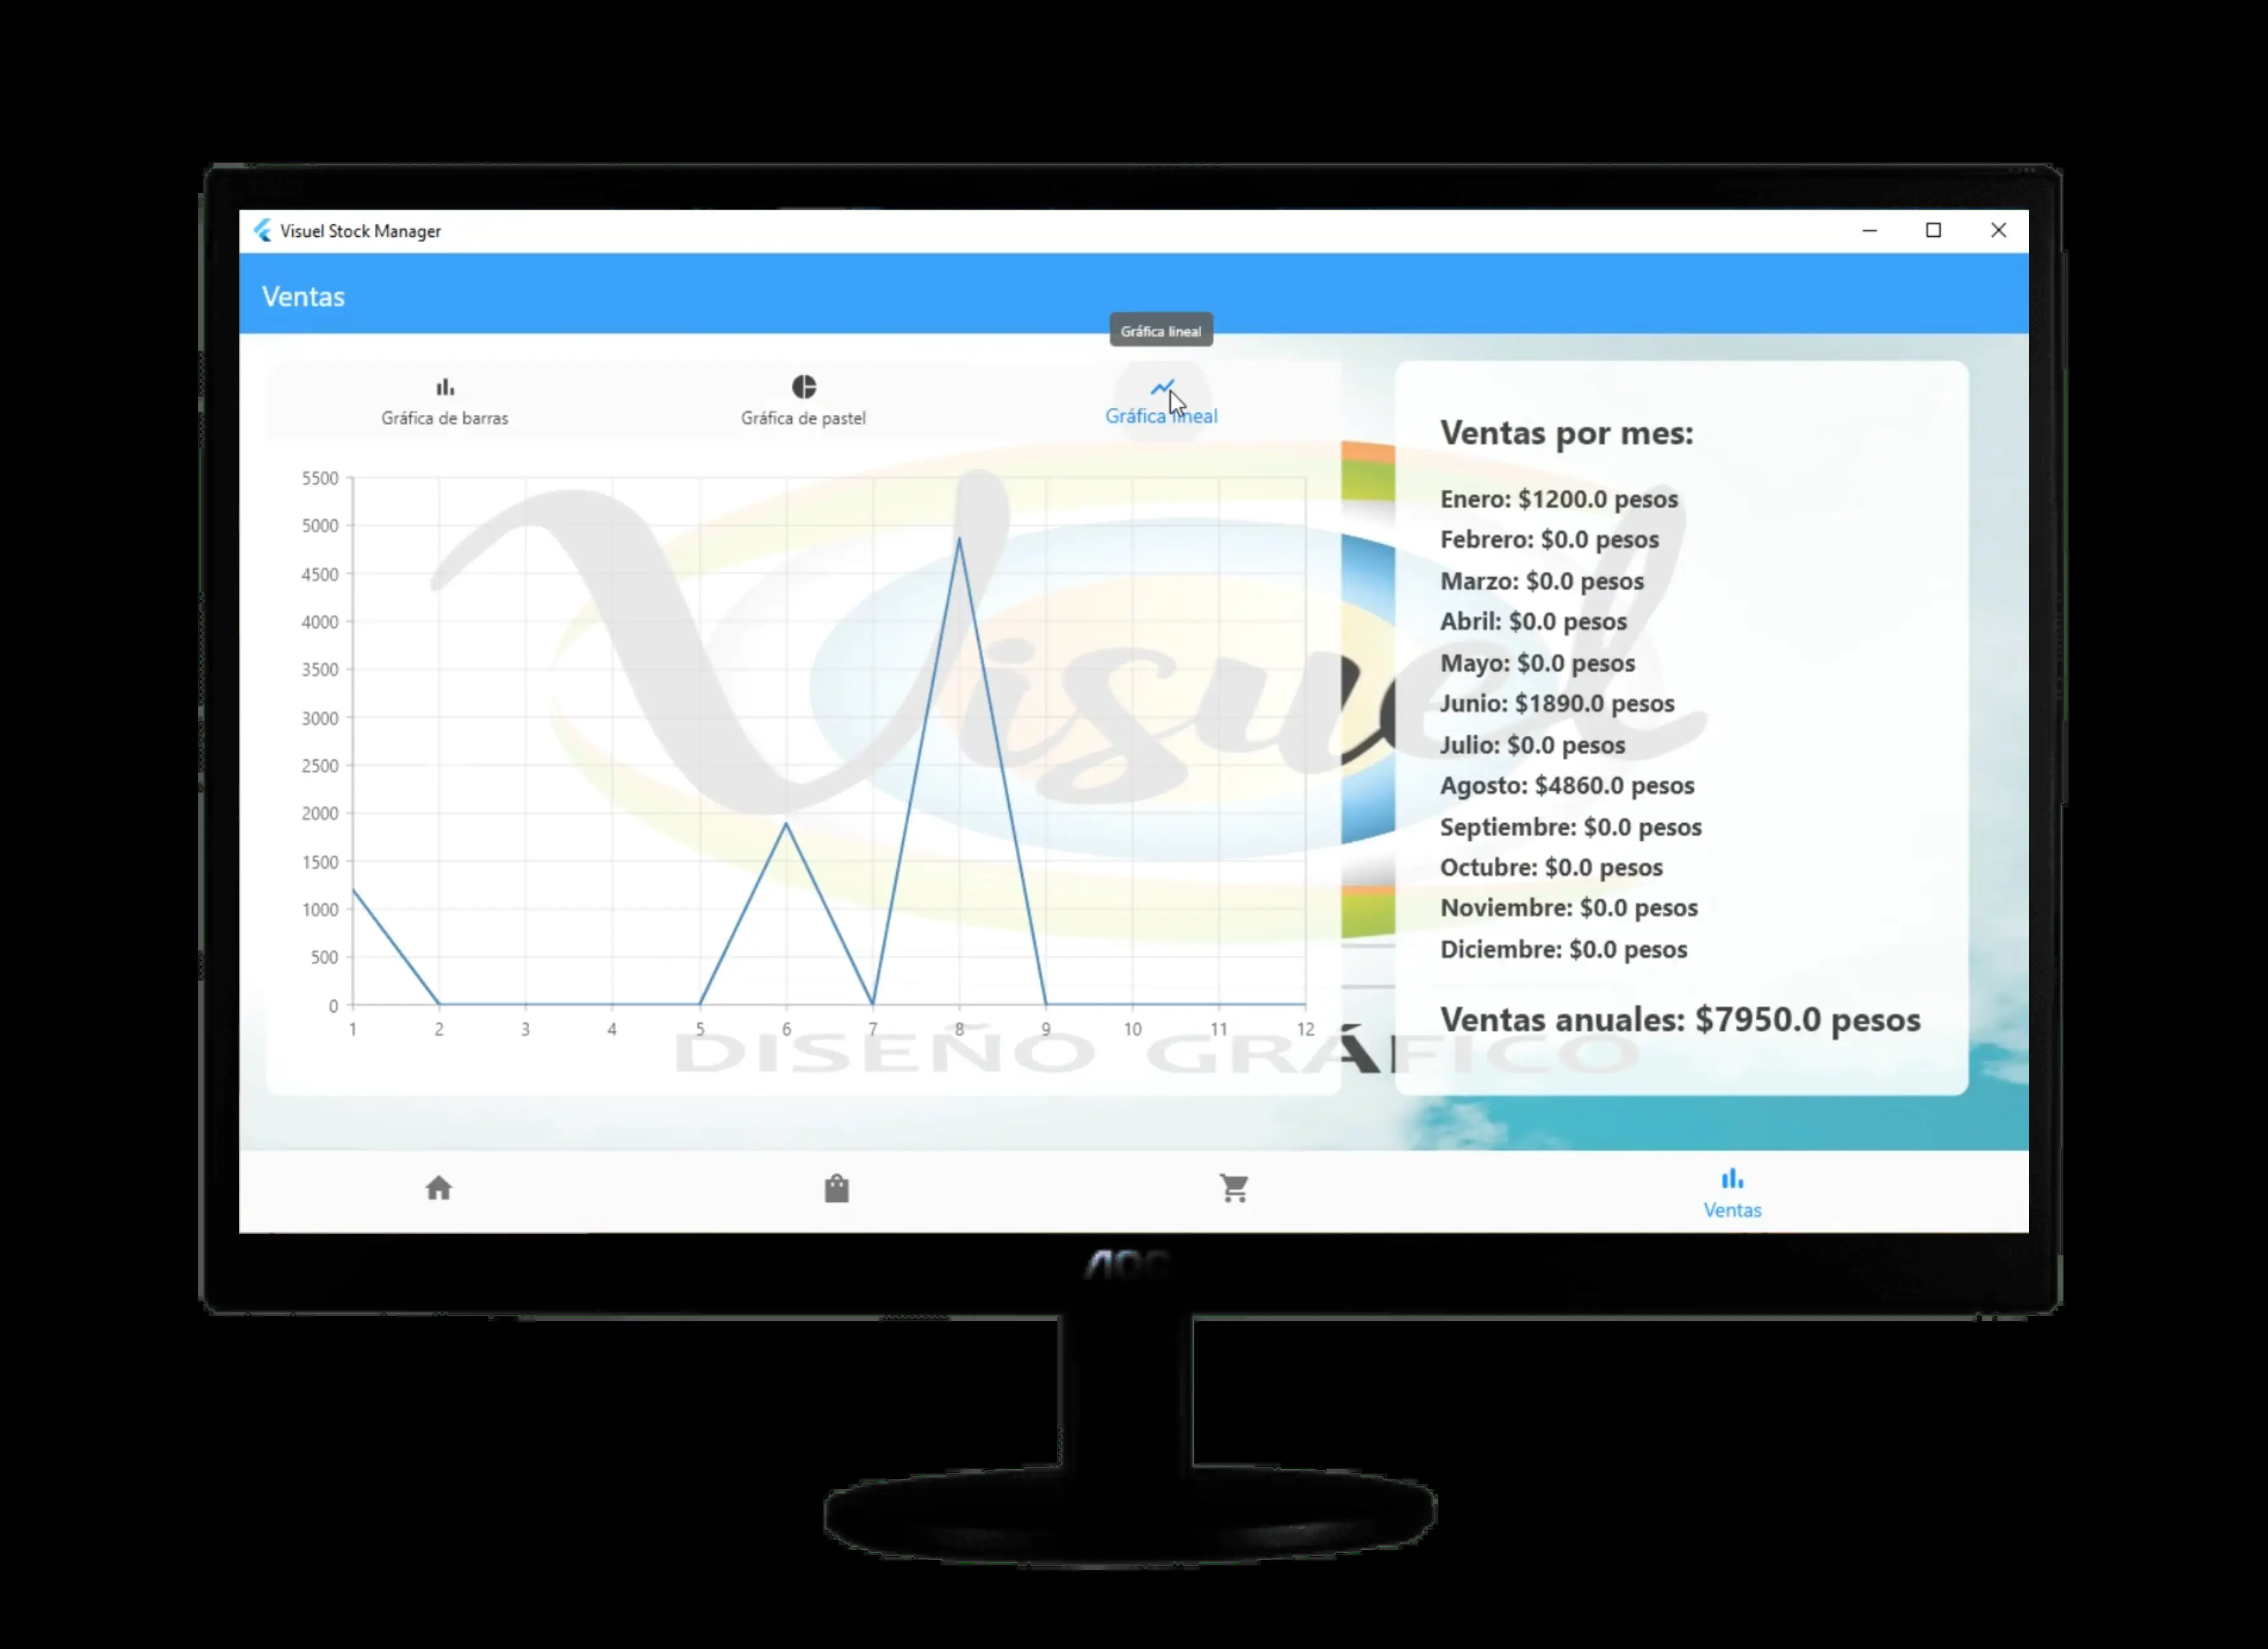 Visuel Stock Manager
Ventas
Gráfica lineal
Gráfica de barras
Gráfica de pastel
Gráfica lineal
5500
5000
4500
4000
3500
3000
2500
2000
1500
1000
500
0
1 2 3 4 5 6 7 8 9 10 11 12
Visuel
DISEÑO GRÁFICO
Ventas por mes:
Enero: $1200.0 pesos
Febrero: $0.0 pesos
Marzo: $0.0 pesos
Abril: $0.0 pesos
Mayo: $0.0 pesos
Junio: $1890.0 pesos
Julio: $0.0 pesos
Agosto: $4860.0 pesos
Septiembre: $0.0 pesos
Octubre: $0.0 pesos
Noviembre: $0.0 pesos
Diciembre: $0.0 pesos
Ventas anuales: $7950.0 pesos
Ventas
AOC